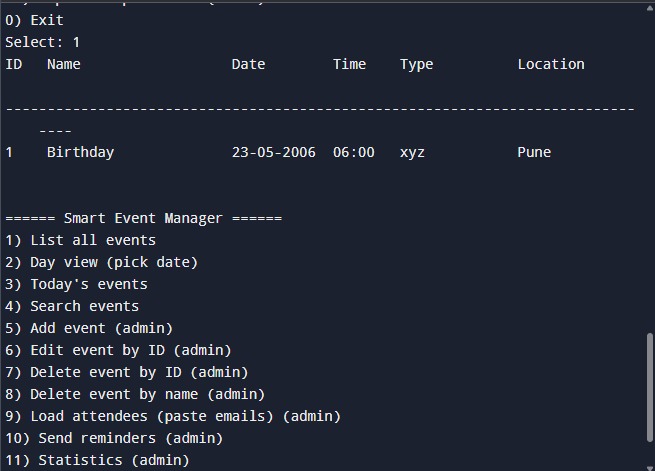 0) Exit
Select: 1
ID   Name                  Date        Time    Type          Location
---------------------------------------------------------------------------
    ----
1    Birthday              23-05-2006  06:00   xyz           Pune
====== Smart Event Manager ======
1) List all events
2) Day view (pick date)
3) Today's events
4) Search events
5) Add event (admin)
6) Edit event by ID (admin)
7) Delete event by ID (admin)
8) Delete event by name (admin)
9) Load attendees (paste emails) (admin)
10) Send reminders (admin)
11) Statistics (admin)